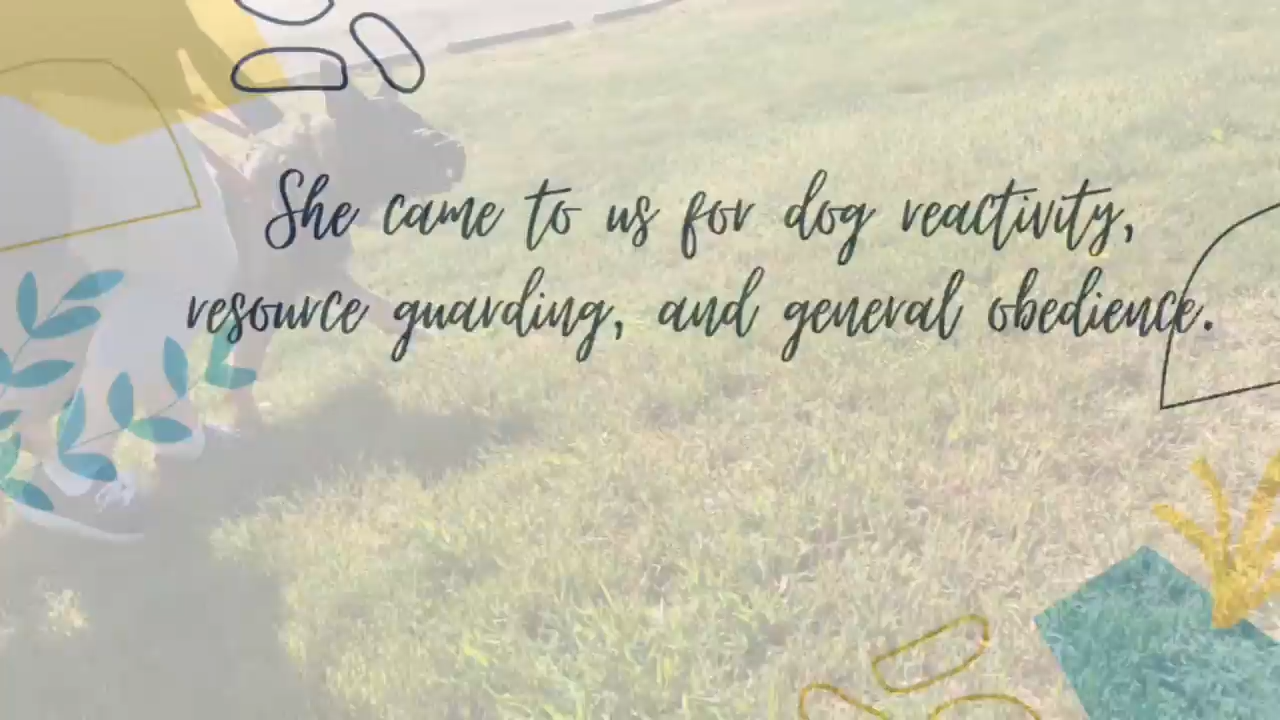 She came to us for dog reactivity,
resource guarding, and general obedience.